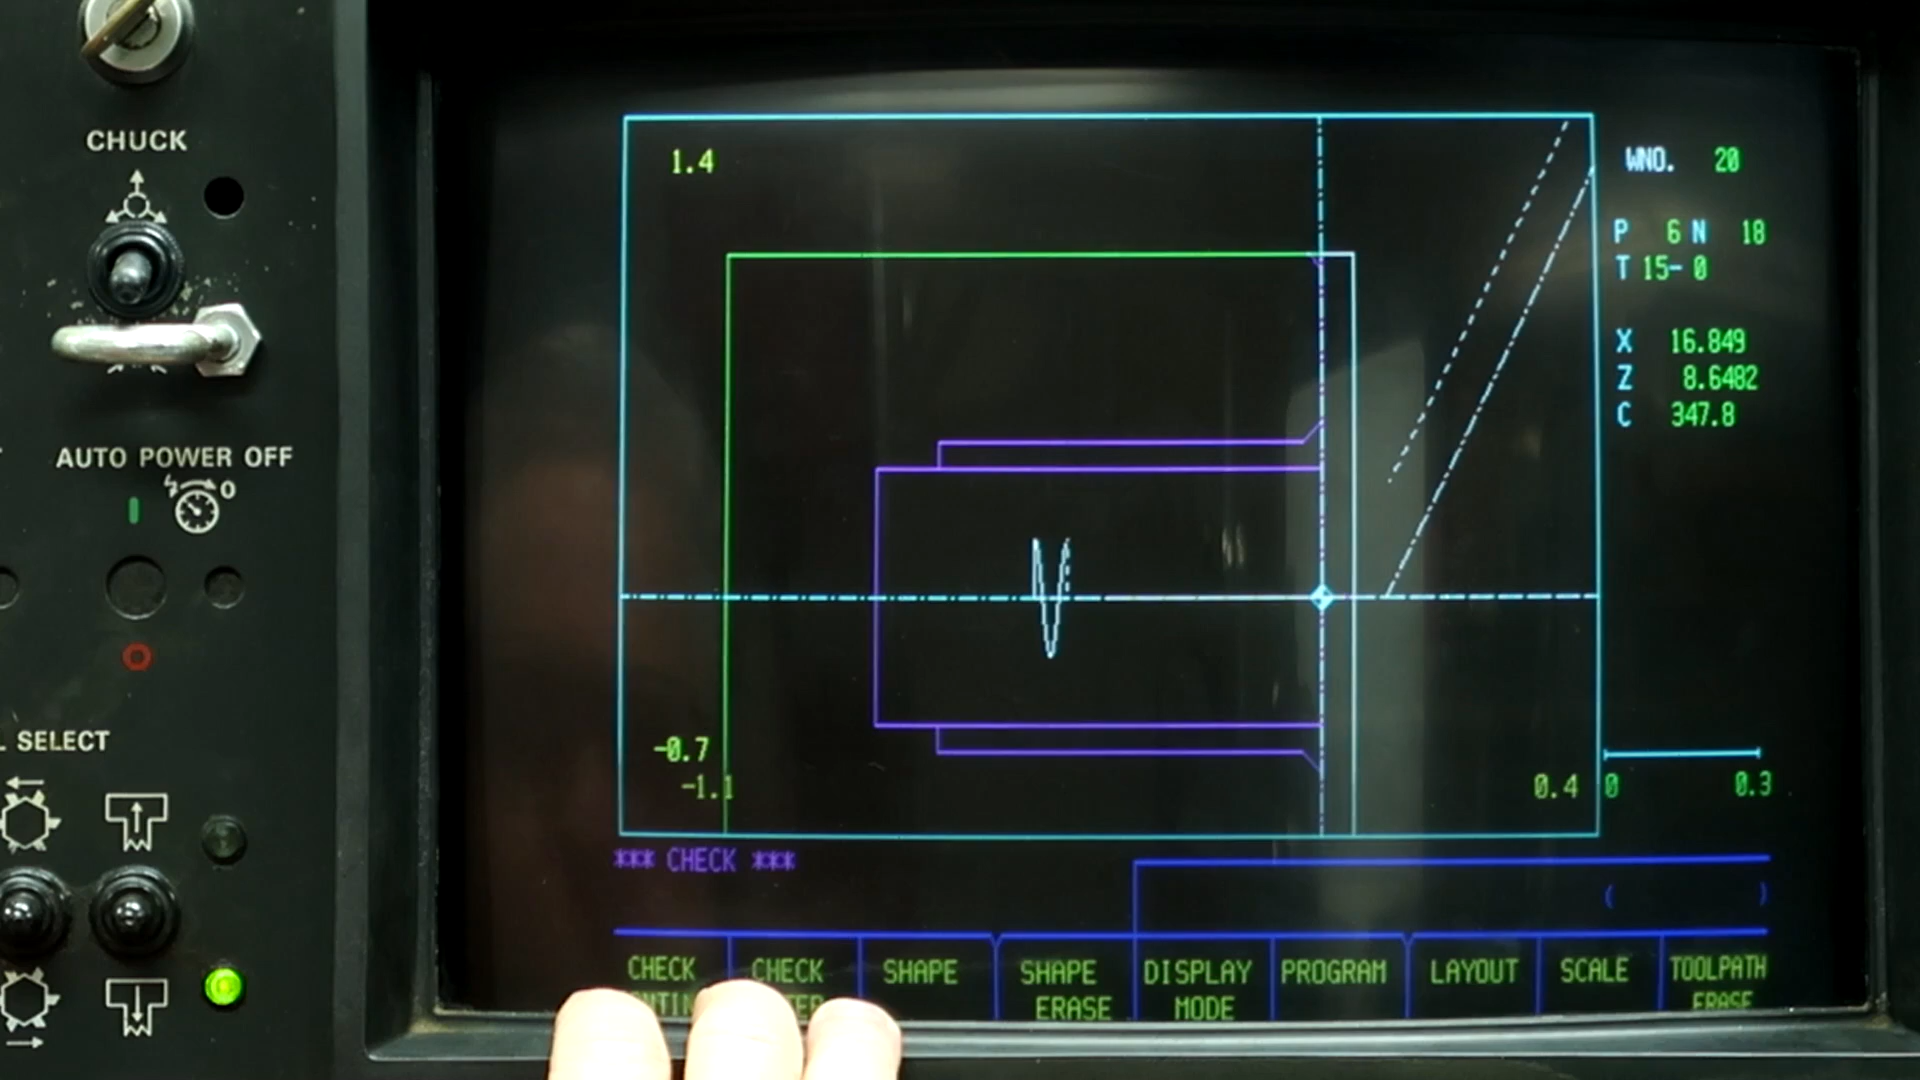 CHUCK
AUTO POWER OFF
O
SELECT
1.4
-0.7
-1.1
0.4
WNO. 20
P 6 N 18
T 15- 0
X 16.849
Z 8.6482
C 347.8
0 0.3
*** CHECK ***
( )
CHECK
CHECK
SHAPE
SHAPE ERASE
DISPLAY MODE
PROGRAM
LAYOUT
SCALE
TOOLPATH ERASE